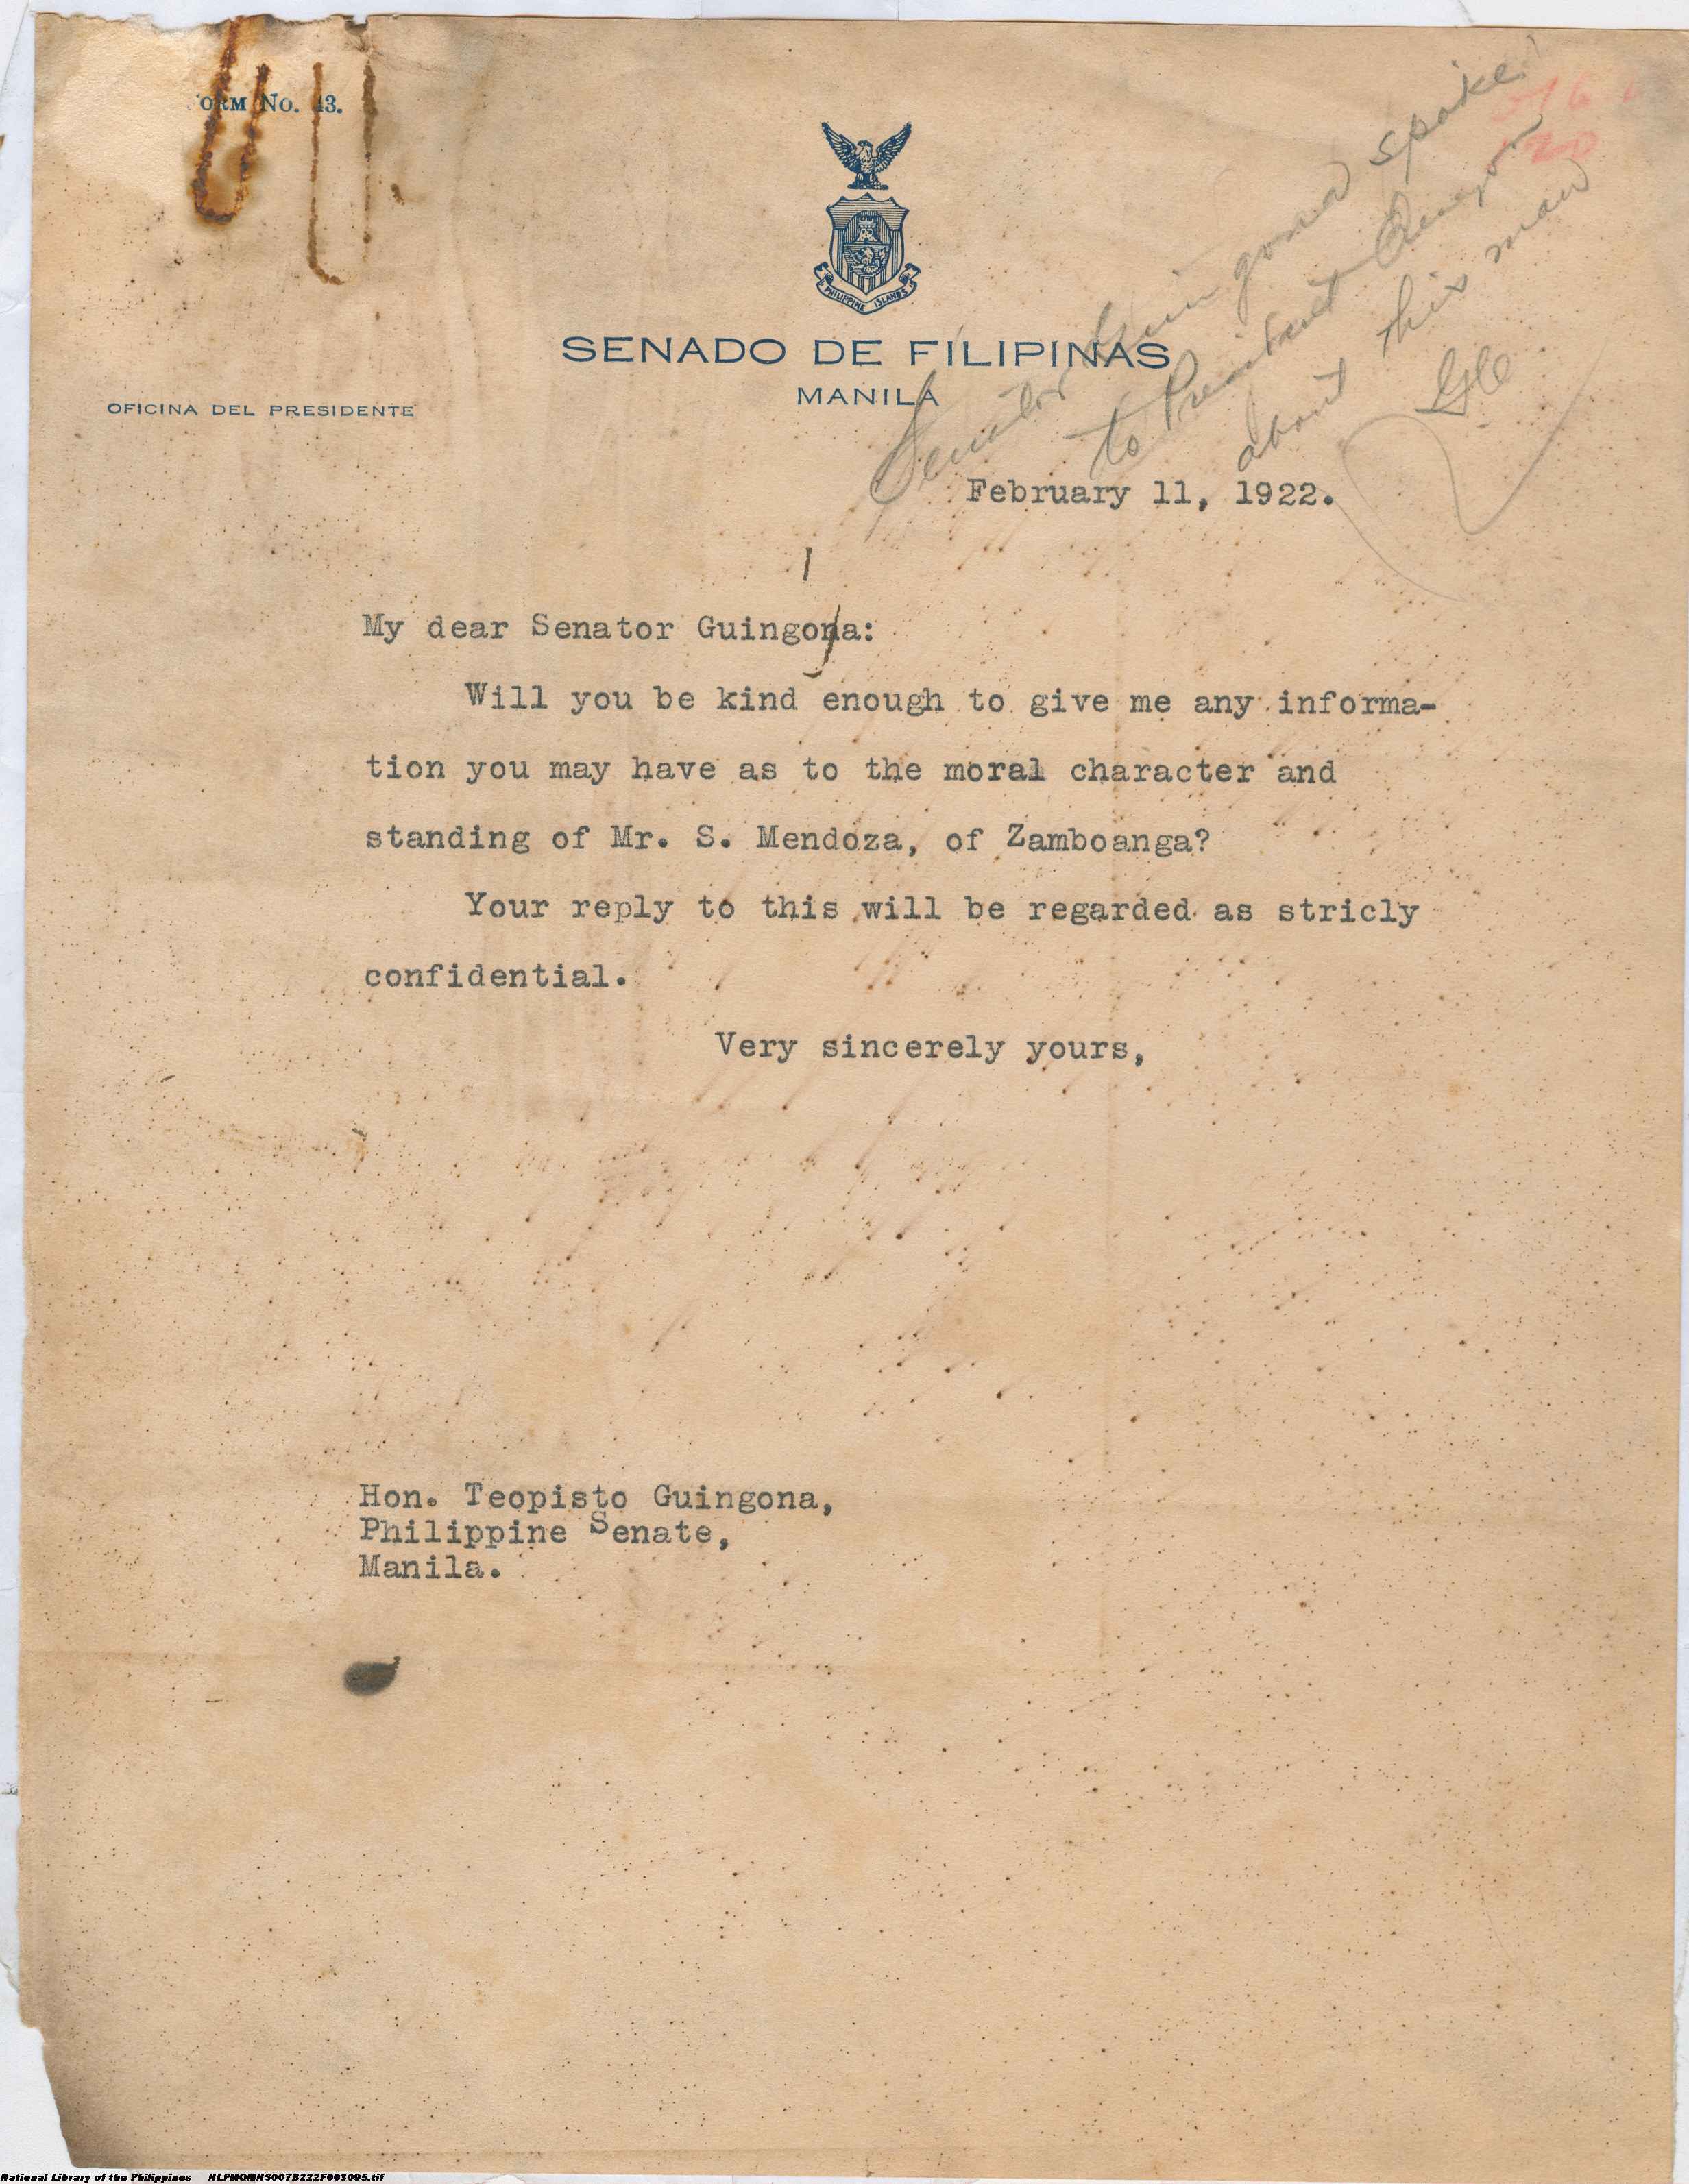 ORM No. 13.
PHILIPPINE ISLANDS
SENADO DE FILIPINAS
MANILA
OFICINA DEL PRESIDENTE
Senator Guingona spoke
to President Quezon
about this man
February 11, 1922.
My dear Senator Guingona:
Will you be kind enough to give me any informa-
tion you may have as to the moral character and
standing of Mr. S. Mendoza, of Zamboanga?
Your reply to this will be regarded as stricly
confidential.
Very sincerely yours,
Hon. Teopisto Guingona,
Philippine Senate,
Manila.
National Library of the Philippines NLPMQMNS007B222F003095.tif